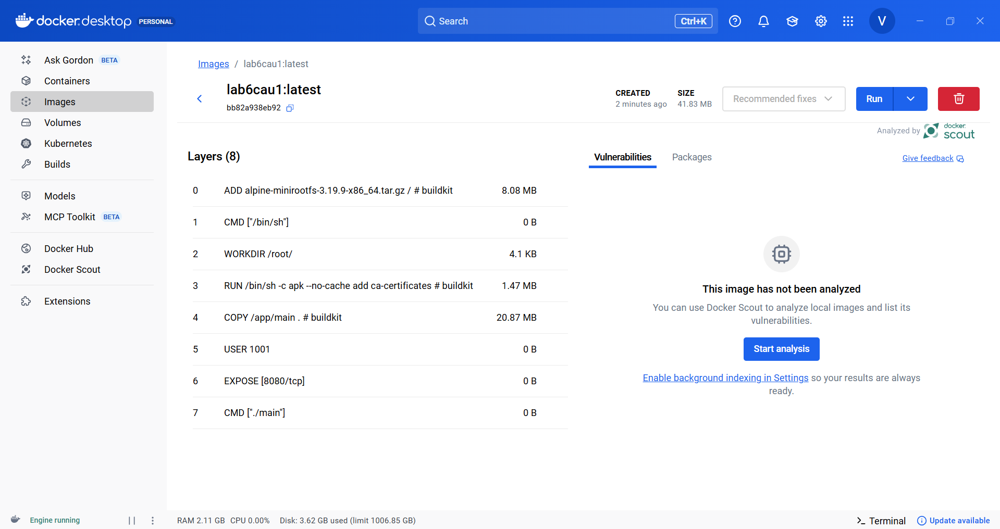 docker.desktop PERSONAL
Search
Ctrl+K
V
Ask Gordon BETA
Containers
Images
Volumes
Kubernetes
Builds
Models
MCP Toolkit BETA
Docker Hub
Docker Scout
Extensions
Images / lab6cau1:latest
lab6cau1:latest
bb82a938eb92
CREATED
2 minutes ago
SIZE
41.83 MB
Recommended fixes
Run
Analyzed by docker. scout
Layers (8)
0 ADD alpine-minirootfs-3.19.9-x86_64.tar.gz / # buildkit 8.08 MB
1 CMD ["/bin/sh"] 0 B
2 WORKDIR /root/ 4.1 KB
3 RUN /bin/sh -c apk --no-cache add ca-certificates # buildkit 1.47 MB
4 COPY /app/main . # buildkit 20.87 MB
5 USER 1001 0 B
6 EXPOSE [8080/tcp] 0 B
7 CMD ["./main"] 0 B
Vulnerabilities
Packages
Give feedback
This image has not been analyzed
You can use Docker Scout to analyze local images and list its
vulnerabilities.
Start analysis
Enable background indexing in Settings so your results are always
ready.
Engine running
RAM 2.11 GB CPU 0.00% Disk: 3.62 GB used (limit 1006.85 GB)
Terminal
Update available